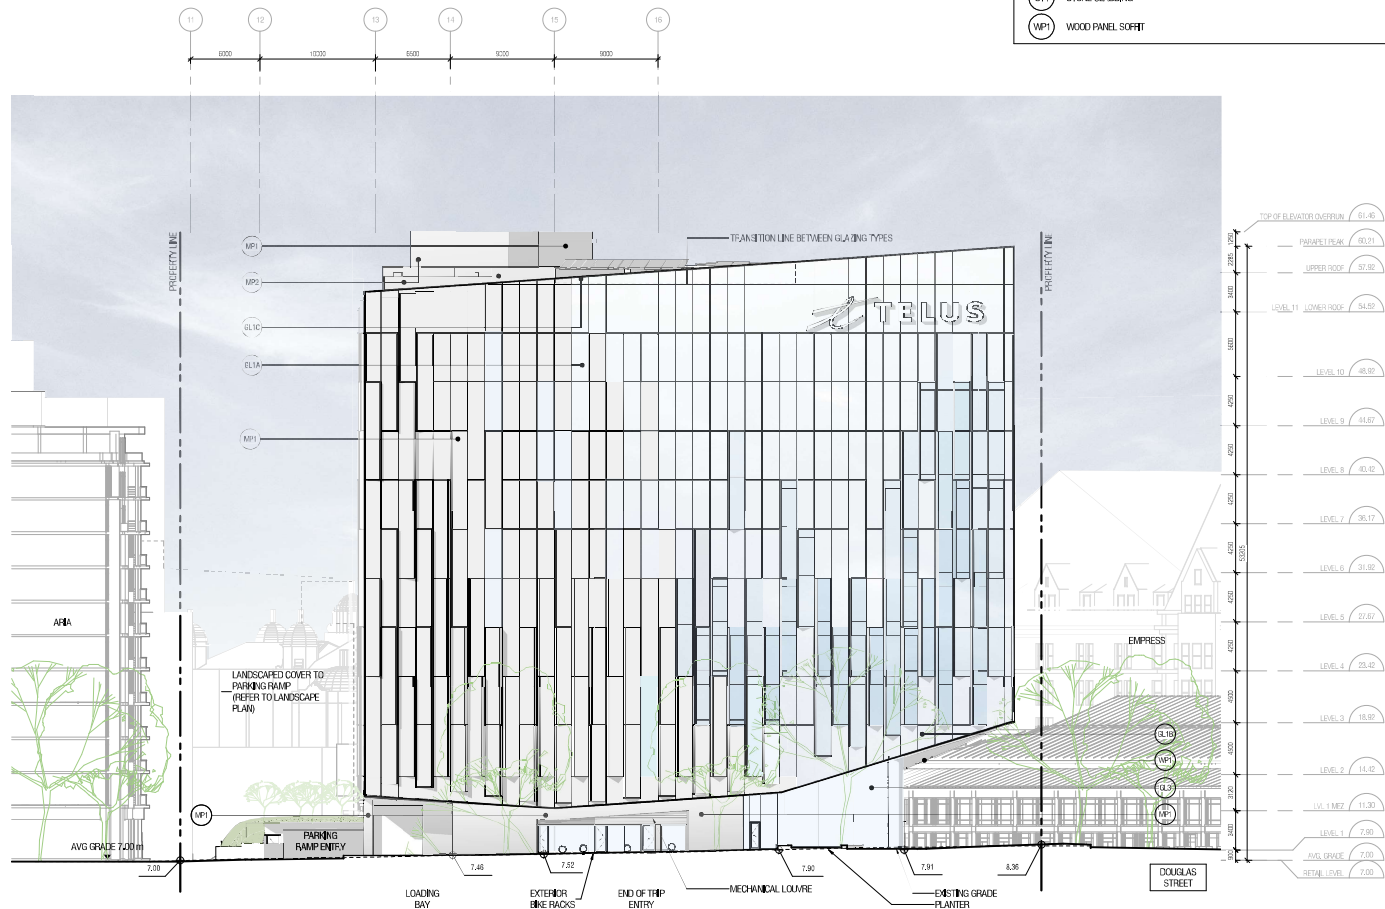 WP1 WOOD PANEL SOFFIT
11 12 13 14 15 16
6000 10000 6500 9000 9000
PROPERTY LINE
PROPERTY LINE
TRANSITION LINE BETWEEN GLAZING TYPES
MP1
MP2
GL1C
GL1A
MP1
TELUS
TOP OF ELEVATOR OVERRUN 61.46
PARAPET PEAK 60.21
UPPER ROOF 57.92
LEVEL 11 LOWER ROOF 54.52
LEVEL 10 48.92
LEVEL 9 44.67
LEVEL 8 40.42
LEVEL 7 36.17
LEVEL 6 31.92
LEVEL 5 27.67
LEVEL 4 23.42
LEVEL 3 18.92
LEVEL 2 14.42
LVL 1 MEZ 11.30
LEVEL 1 7.90
AVG. GRADE 7.00
RETAIL LEVEL 7.00
1250
2285
3400
5600
4250
4250
4250
4250
4250
4250
4500
4500
3120
3400
900
ARIA
EMPRESS
LANDSCAPED COVER TO
PARKING RAMP
(REFER TO LANDSCAPE
PLAN)
GL1B
WP1
GL3
MP1
MP1
PARKING
RAMP ENTRY
AVG GRADE 7.00 m
7.00 7.46 7.52 7.90 7.91 8.36
LOADING
BAY
EXTERIOR
BIKE RACKS
END OF TRIP
ENTRY
MECHANICAL LOUVRE
EXISTING GRADE
PLANTER
DOUGLAS
STREET